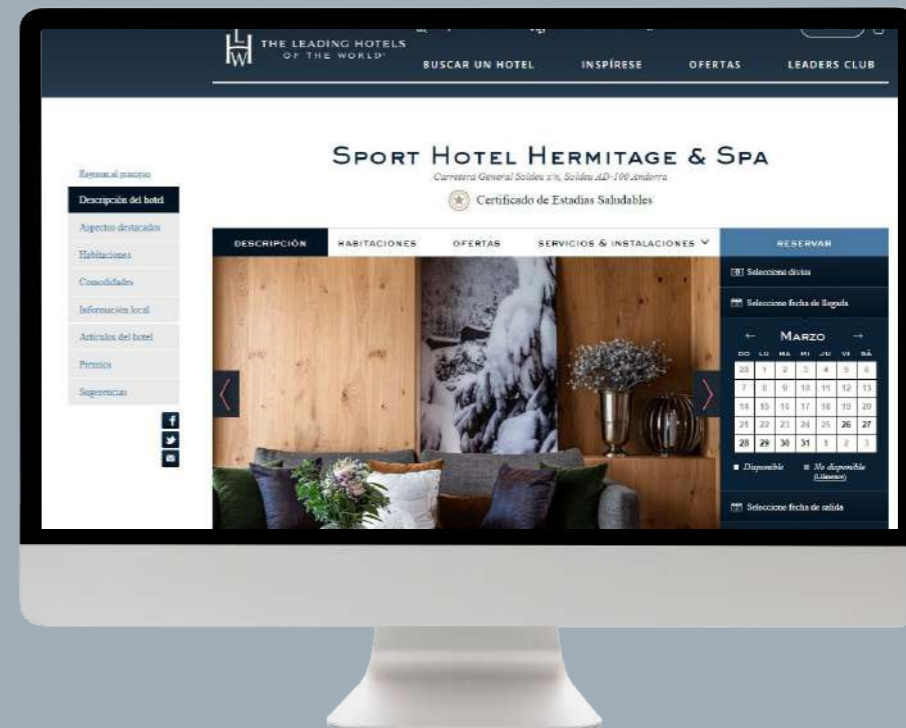 THE LEADING HOTELS
OF THE WORLD®
BUSCAR UN HOTEL
INSPÍRESE
OFERTAS
LEADERS CLUB
SPORT HOTEL HERMITAGE & SPA
Carretera General Soldeu s/n, Soldeu AD-100 Andorra
Certificado de Estadías Saludables
Regresar al principio
Descripción del hotel
Aspectos destacados
Habitaciones
Comodidades
Información local
Artículos del hotel
Premios
Sugerencias
DESCRIPCIÓN
HABITACIONES
OFERTAS
SERVICIOS & INSTALACIONES
RESERVAR
Seleccione divisa
Seleccione fecha de llegada
← MARZO →
DO LU MA MI JU VI SÁ
28 1 2 3 4 5 6
7 8 9 10 11 12 13
14 15 16 17 18 19 20
21 22 23 24 25 26 27
28 29 30 31 1 2 3
Disponible
No disponible
(Llámenos)
Seleccione fecha de salida